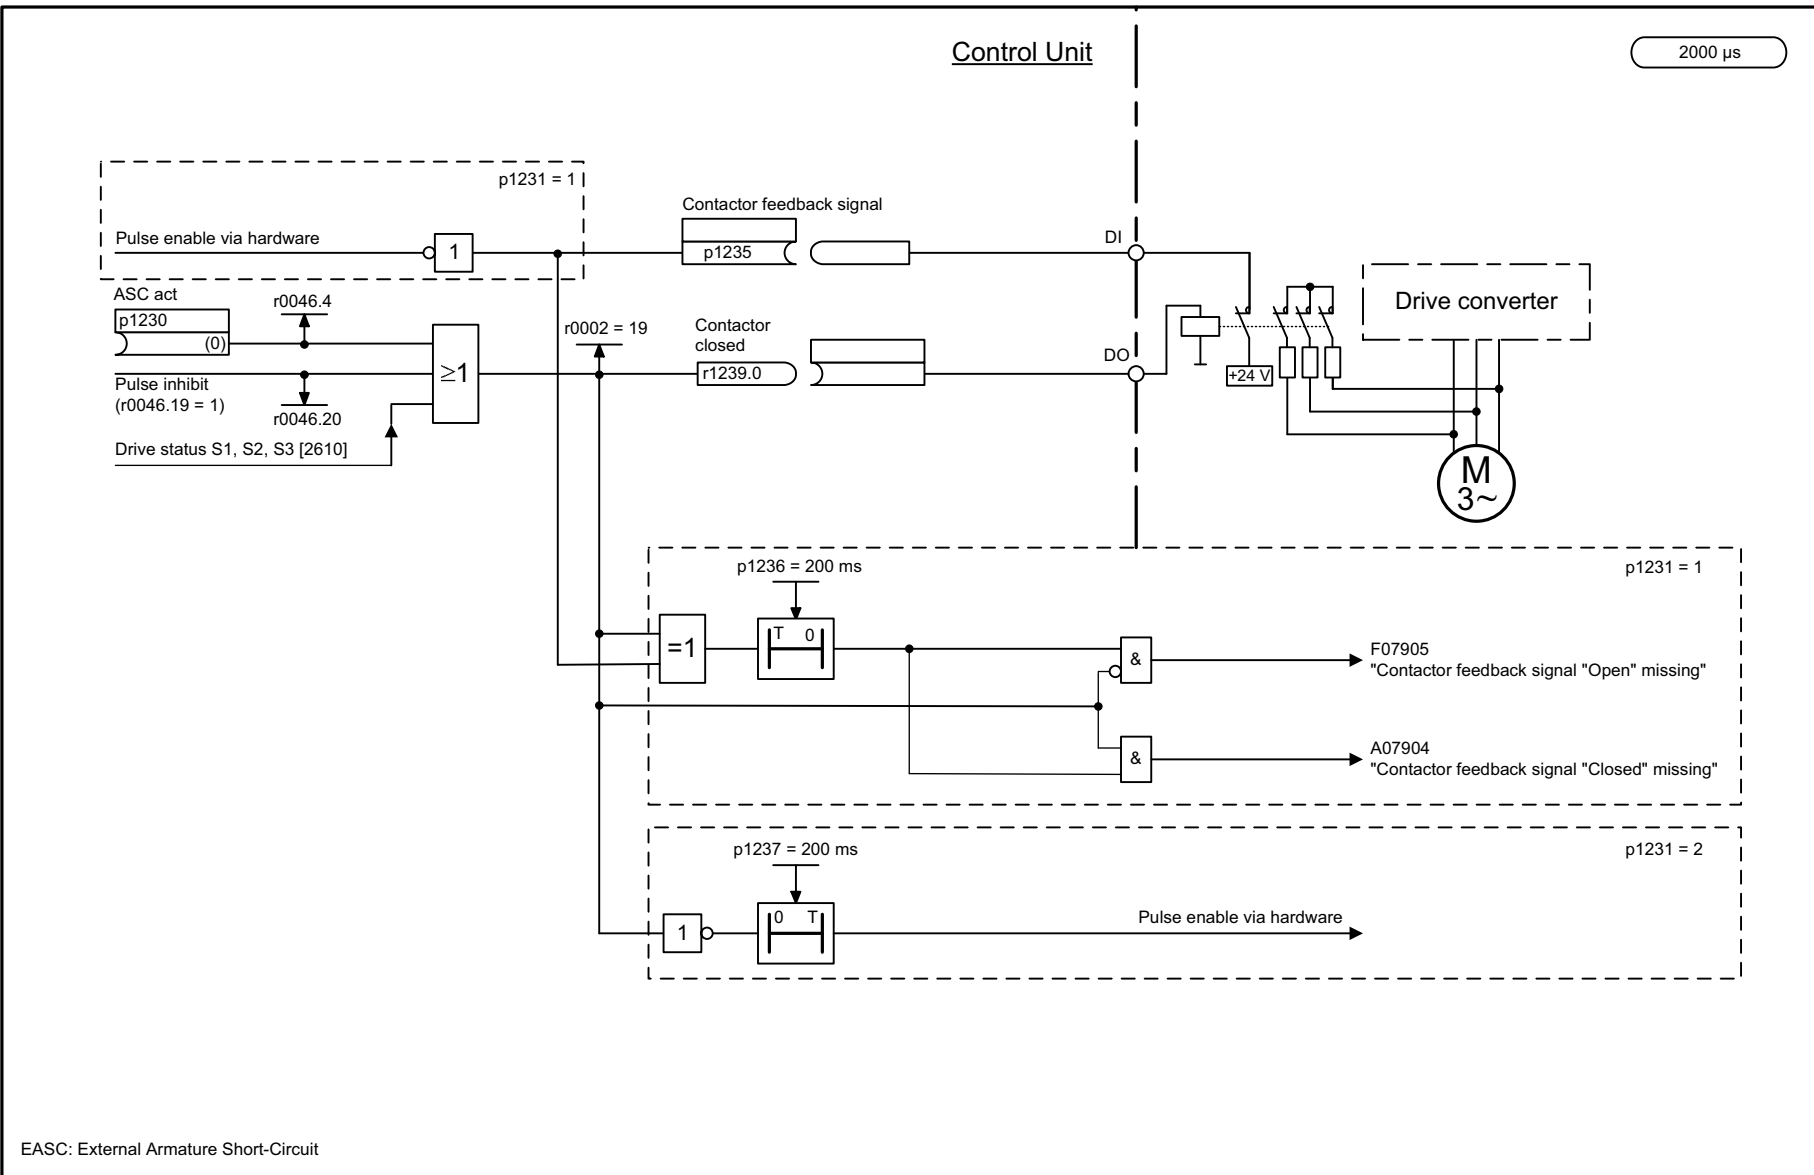 Control Unit
2000 µs
p1231 = 1
Contactor feedback signal
Pulse enable via hardware
1
p1235
DI
ASC act
p1230
(0)
r0046.4
≥1
r0002 = 19
Contactor
closed
r1239.0
DO
+24 V
Drive converter
Pulse inhibit
(r0046.19 = 1)
r0046.20
Drive status S1, S2, S3 [2610]
M
3~
p1236 = 200 ms
p1231 = 1
=1
T 0
&
F07905
"Contactor feedback signal "Open" missing"
&
A07904
"Contactor feedback signal "Closed" missing"
p1237 = 200 ms
p1231 = 2
1
0 T
Pulse enable via hardware
EASC: External Armature Short-Circuit